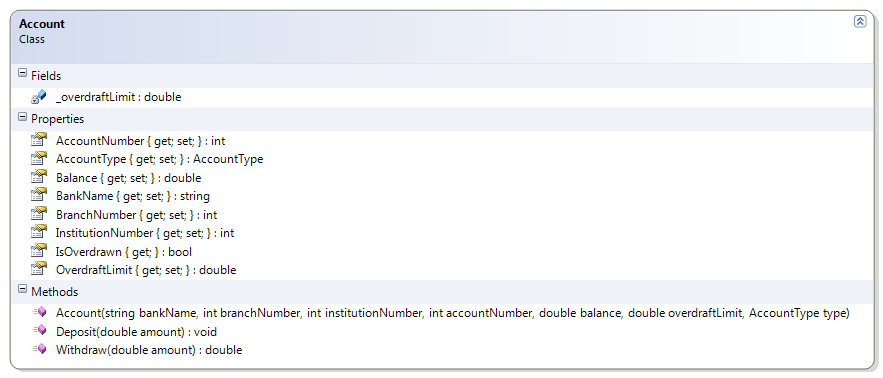 Account
Class
Fields
_overdraftLimit : double
Properties
AccountNumber { get; set; } : int
AccountType { get; set; } : AccountType
Balance { get; set; } : double
BankName { get; set; } : string
BranchNumber { get; set; } : int
InstitutionNumber { get; set; } : int
IsOverdrawn { get; } : bool
OverdraftLimit { get; set; } : double
Methods
Account(string bankName, int branchNumber, int institutionNumber, int accountNumber, double balance, double overdraftLimit, AccountType type)
Deposit(double amount) : void
Withdraw(double amount) : double